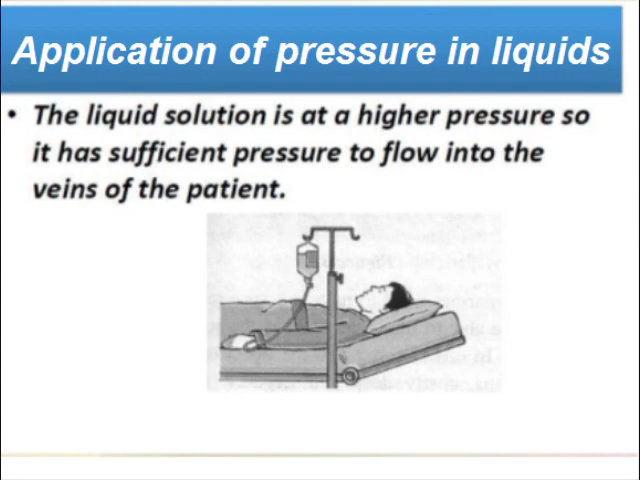 Application of pressure in liquids
• The liquid solution is at a higher pressure so
it has sufficient pressure to flow into the
veins of the patient.